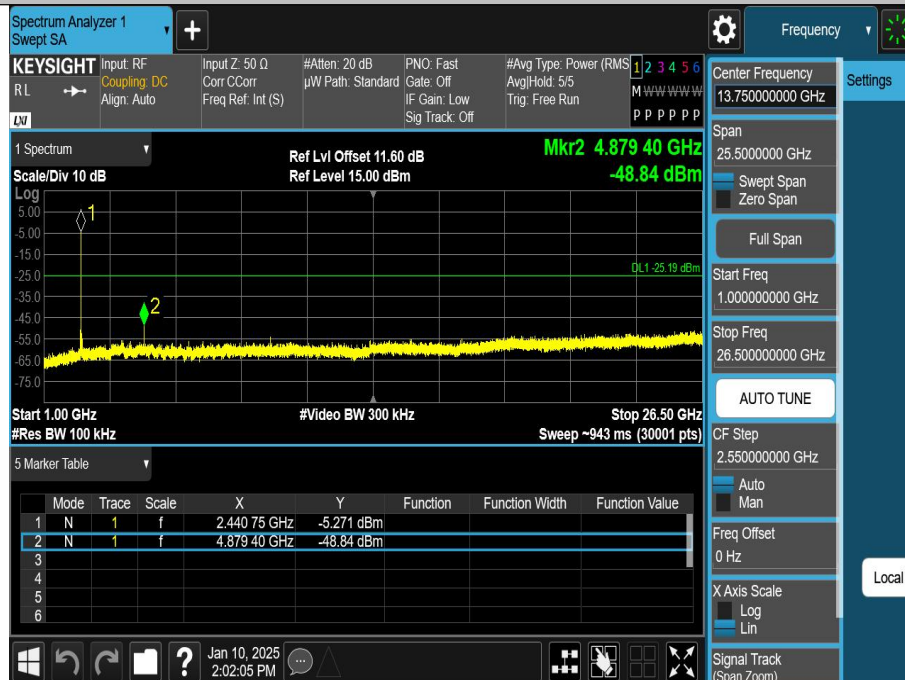 Spectrum Analyzer 1
Swept SA
Frequency
KEYSIGHT
RL
LXI
Input: RF
Coupling: DC
Align: Auto
Input Z: 50 Ω
Corr CCorr
Freq Ref: Int (S)
#Atten: 20 dB
µW Path: Standard
PNO: Fast
Gate: Off
IF Gain: Low
Sig Track: Off
#Avg Type: Power (RMS
Avg|Hold: 5/5
Trig: Free Run
1 2 3 4 5 6
M W W W W W
P P P P P P
1 Spectrum
Scale/Div 10 dB
Ref Lvl Offset 11.60 dB
Ref Level 15.00 dBm
Mkr2 4.879 40 GHz
-48.84 dBm
Log
5.00
-5.00
-15.0
-25.0
-35.0
-45.0
-55.0
-65.0
-75.0
1
2
DL1 -25.19 dBm
Start 1.00 GHz
#Video BW 300 kHz
Stop 26.50 GHz
#Res BW 100 kHz
Sweep ~943 ms (30001 pts)
5 Marker Table
Mode Trace Scale X Y Function Function Width Function Value
1 N 1 f 2.440 75 GHz -5.271 dBm
2 N 1 f 4.879 40 GHz -48.84 dBm
3
4
5
6
Jan 10, 2025
2:02:05 PM
Center Frequency
13.750000000 GHz
Settings
Span
25.5000000 GHz
Swept Span
Zero Span
Full Span
Start Freq
1.000000000 GHz
Stop Freq
26.500000000 GHz
AUTO TUNE
CF Step
2.550000000 GHz
Auto
Man
Freq Offset
0 Hz
Local
X Axis Scale
Log
Lin
Signal Track
(Span Zoom)